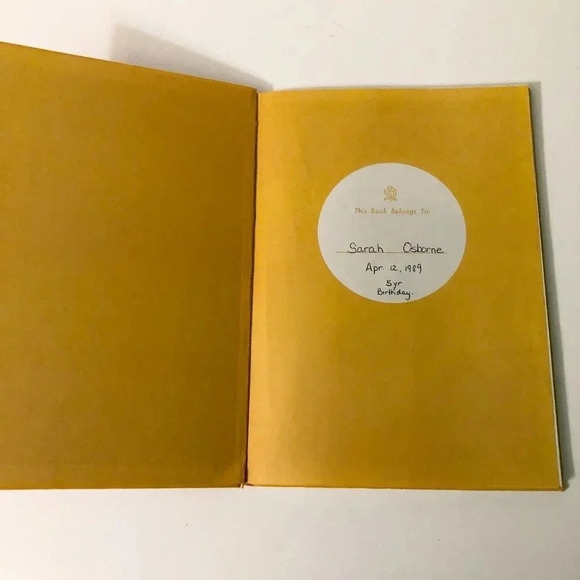 This Book Belongs To:
Sarah Osborne
Apr 12, 1989
5yr
Birthday.